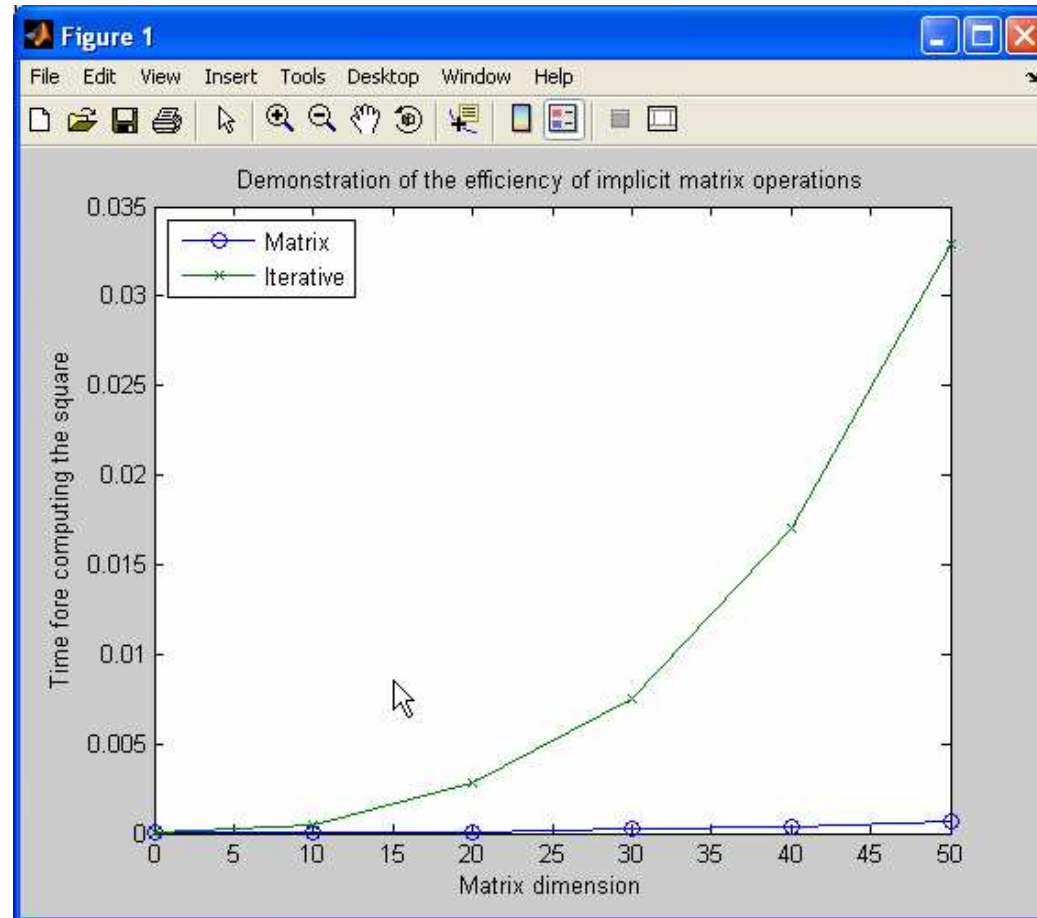 Figure 1
File Edit View Insert Tools Desktop Window Help
Demonstration of the efficiency of implicit matrix operations
Matrix
Iterative
0.035
0.03
0.025
0.02
0.015
0.01
0.005
0
Time fore computing the square
0 5 10 15 20 25 30 35 40 45 50
Matrix dimension